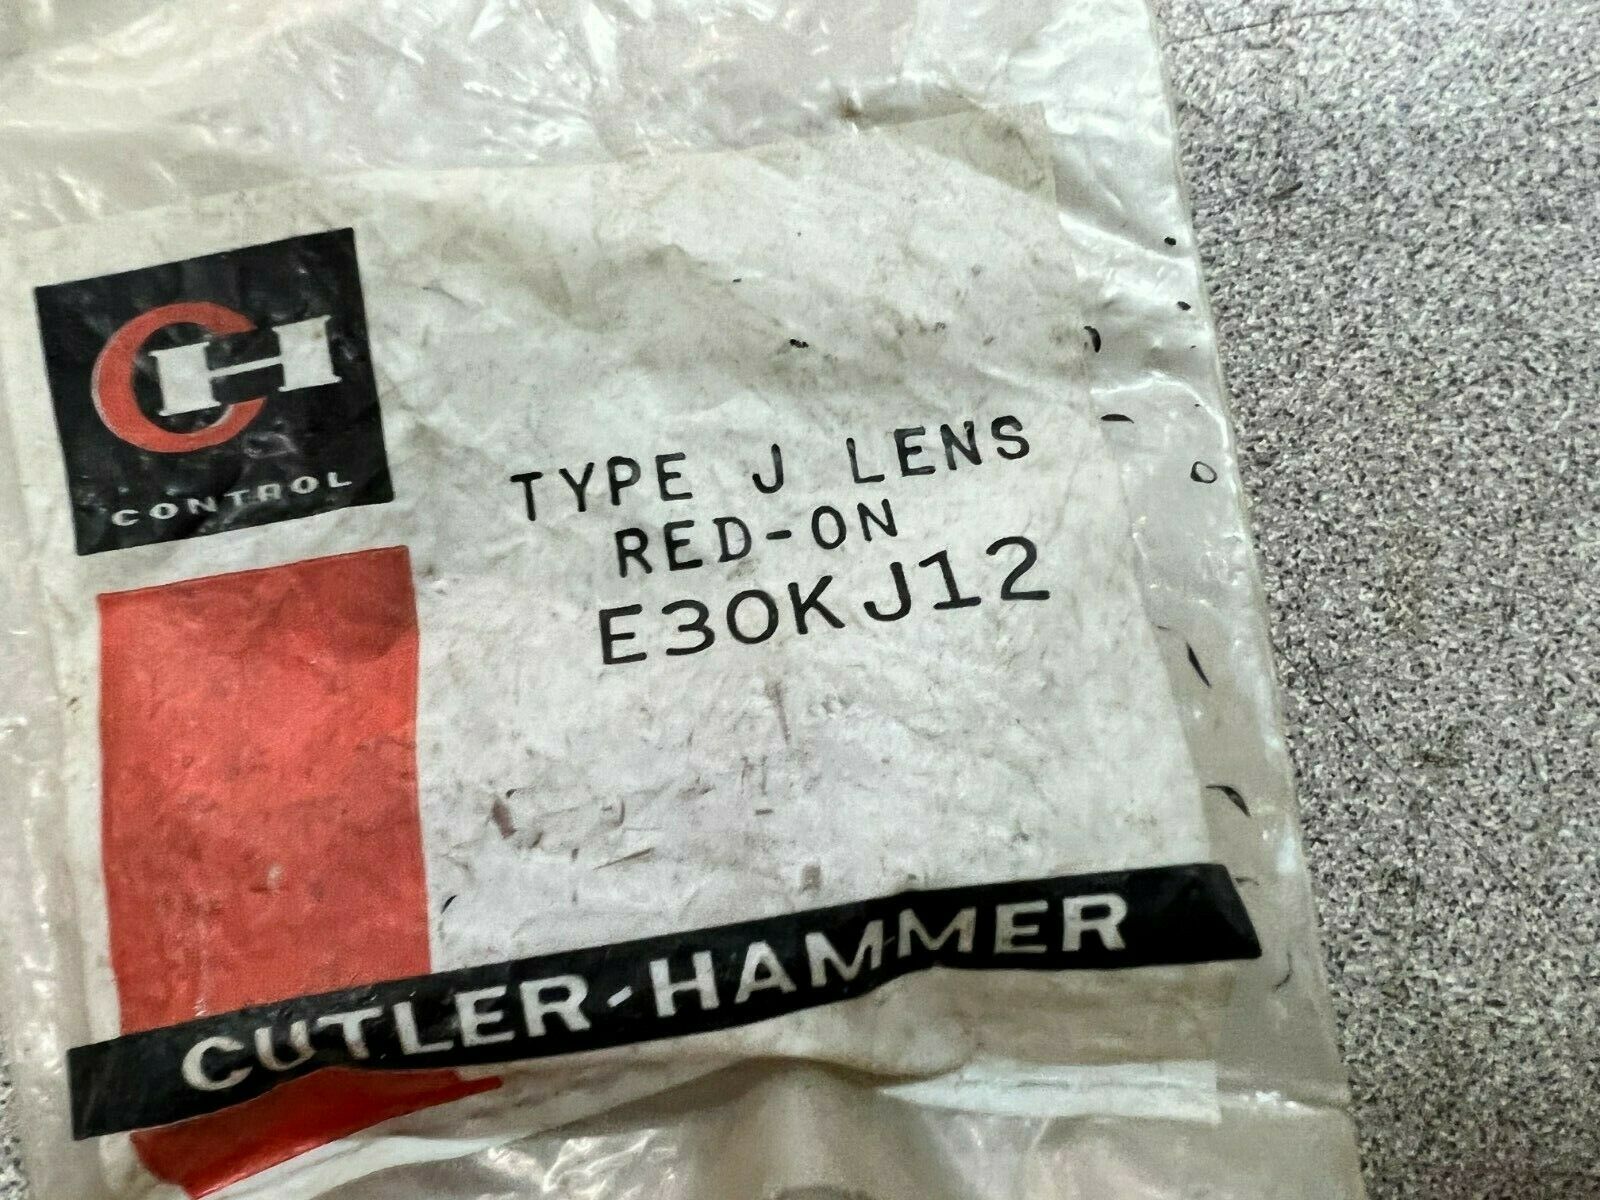 CH
CONTROL
TYPE J LENS
RED-ON
E30KJ12
CUTLER-HAMMER